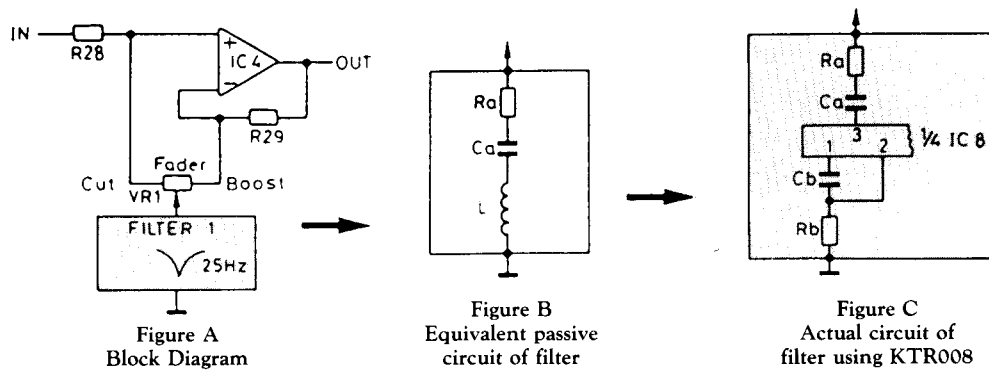 IN
R28
+
IC 4
−
OUT
R29
Fader
Cut
VR1
Boost
FILTER 1
25Hz
Figure A
Block Diagram
Ra
Ca
L
Figure B
Equivalent passive
circuit of filter
Ra
Ca
3
1
2
¼ IC 8
Cb
Rb
Figure C
Actual circuit of
filter using KTR008